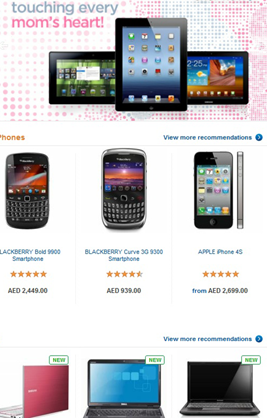 touching every
mom's heart!
Phones
View more recommendations
BLACKBERRY Bold 9900
Smartphone
BLACKBERRY Curve 3G 9300
Smartphone
APPLE iPhone 4S
AED 2,449.00
AED 939.00
from AED 2,699.00
View more recommendations
NEW
NEW
NEW